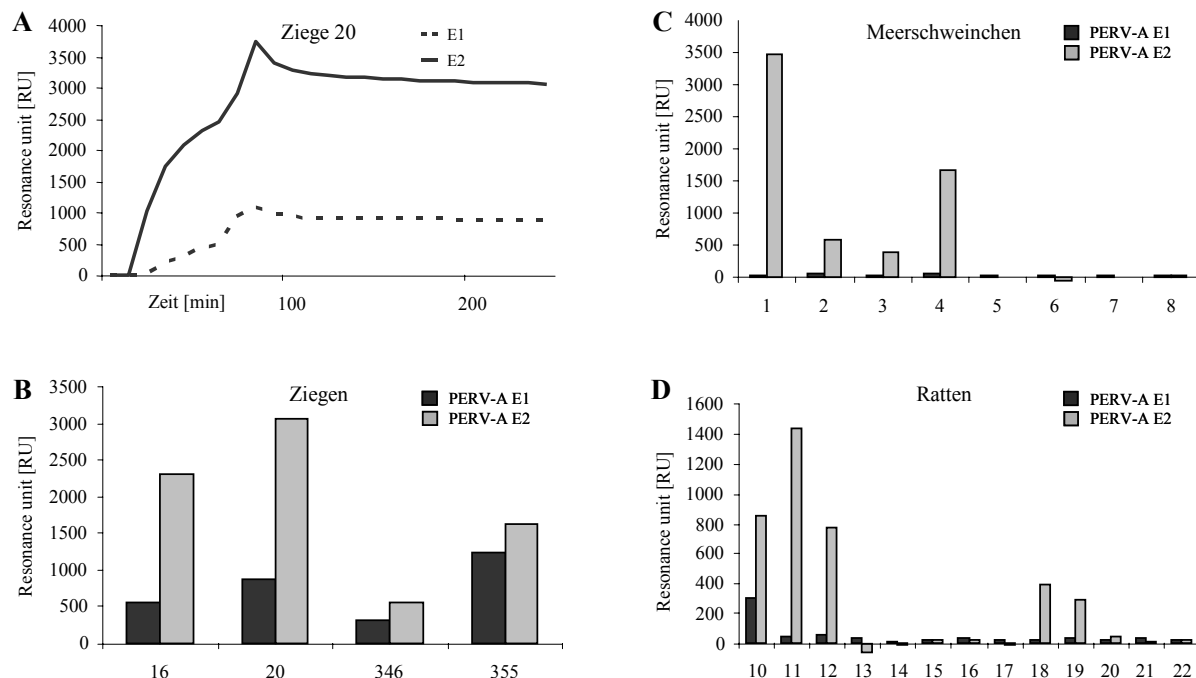 A
Ziege 20
E1
E2
Resonance unit [RU]
4000
3500
3000
2500
2000
1500
1000
500
0
Zeit [min]
100
200
C
Meerschweinchen
PERV-A E1
PERV-A E2
Resonance unit [RU]
4000
3500
3000
2500
2000
1500
1000
500
0
1 2 3 4 5 6 7 8
B
Ziegen
PERV-A E1
PERV-A E2
Resonance unit [RU]
3500
3000
2500
2000
1500
1000
500
0
16 20 346 355
D
Ratten
PERV-A E1
PERV-A E2
Resonance unit [RU]
1600
1400
1200
1000
800
600
400
200
0
10 11 12 13 14 15 16 17 18 19 20 21 22